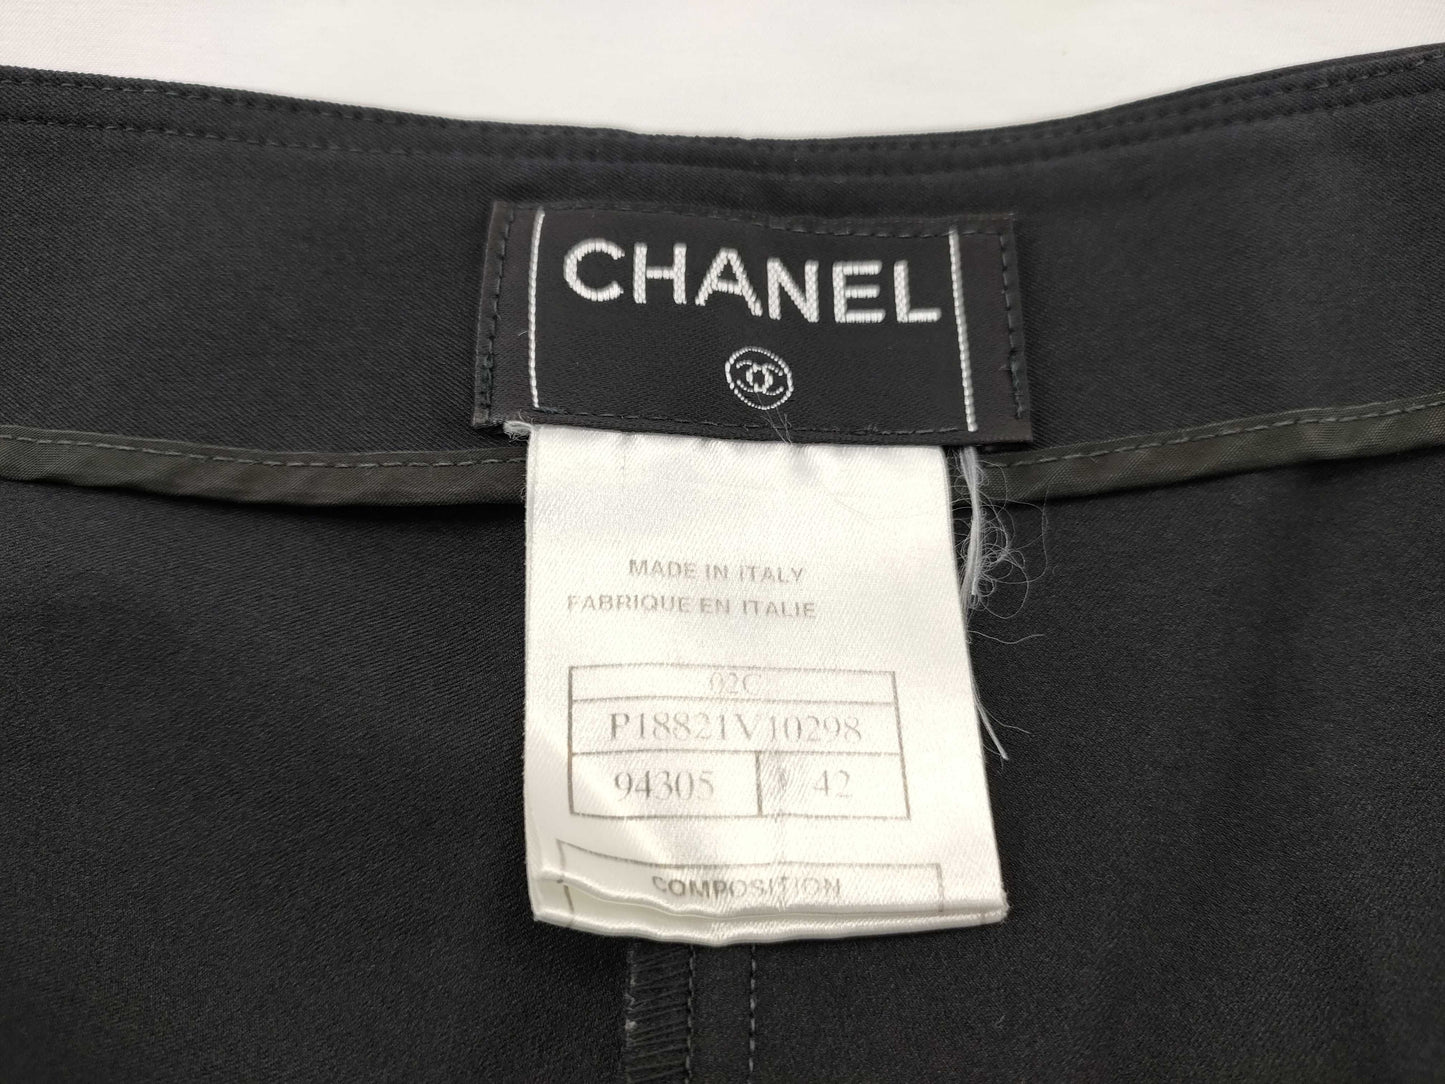 CHANEL
MADE IN ITALY
FABRIQUE EN ITALIE
02C
P18821V10298
94305 42
COMPOSITION